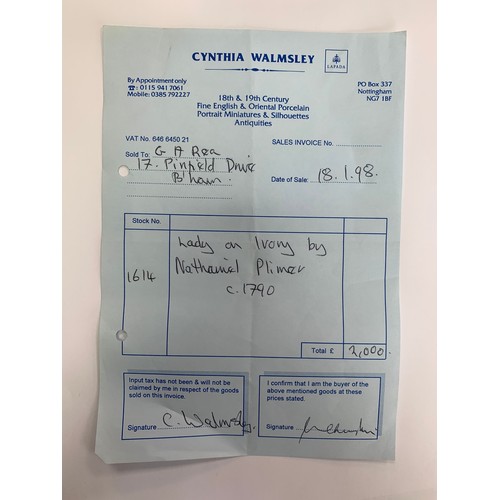 CYNTHIA WALMSLEY
LAPADA
By Appointment only
☎: 0115 941 7061
Mobile: 0385 792227
18th & 19th Century
Fine English & Oriental Porcelain
Portrait Miniatures & Silhouettes
Antiquities
PO Box 337
Nottingham
NG7 1BF
VAT No. 646 6450 21
SALES INVOICE No.
Sold To: G A Rea
17. Pinfield Drive
B'ham.
Date of Sale: 18.1.98.
Stock No.
Lady on Ivory by
1614 Nathaniel Plimer
c.1790
Total £ 2,000.
Input tax has not been & will not be
claimed by me in respect of the goods
sold on this invoice.
Signature C. Walmsley
I confirm that I am the buyer of the
above mentioned goods at these
prices stated.
Signature